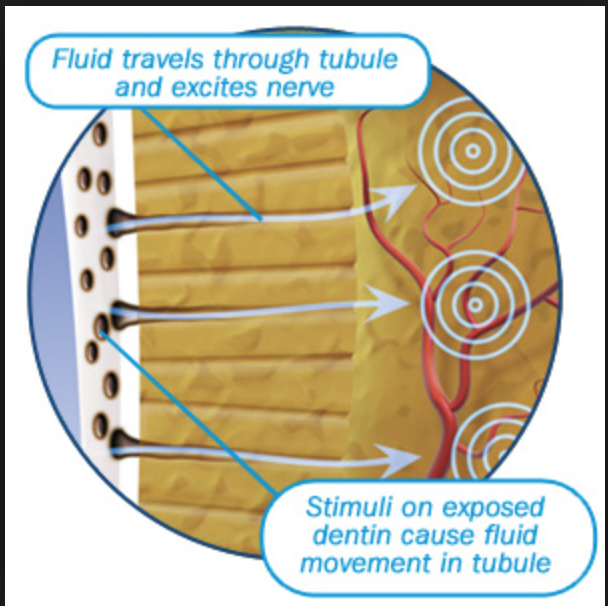 Fluid travels through tubule
and excites nerve
Stimuli on exposed
dentin cause fluid
movement in tubule